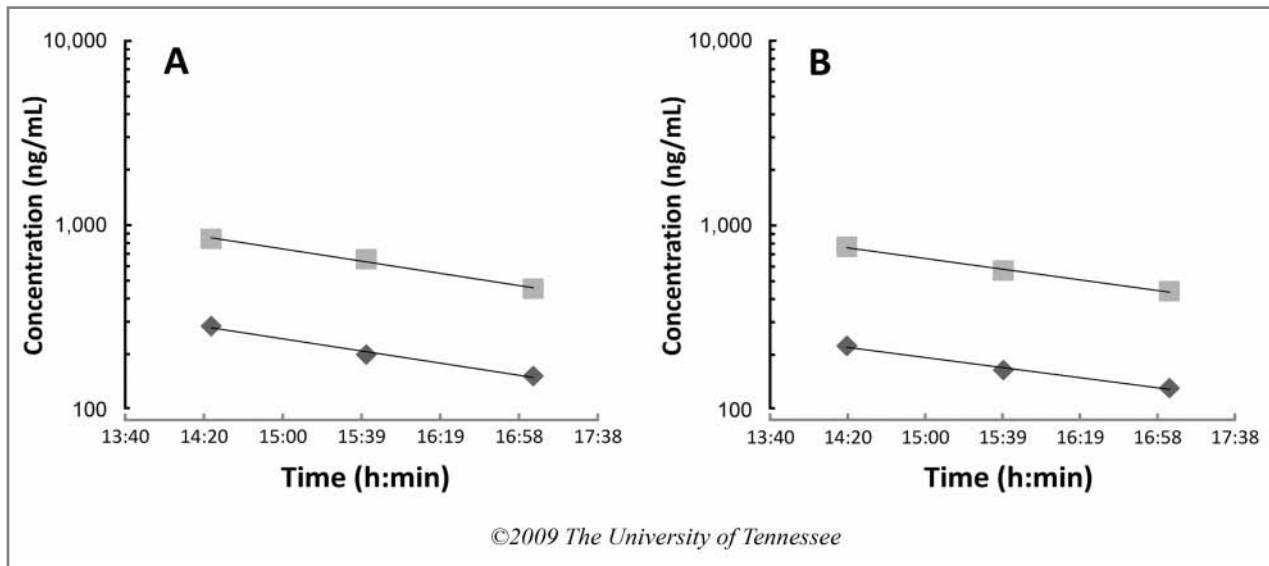 A
10,000
1,000
100
Concentration (ng/mL)
13:40 14:20 15:00 15:39 16:19 16:58 17:38
Time (h:min)
B
10,000
1,000
100
Concentration (ng/mL)
13:40 14:20 15:00 15:39 16:19 16:58 17:38
Time (h:min)
©2009 The University of Tennessee